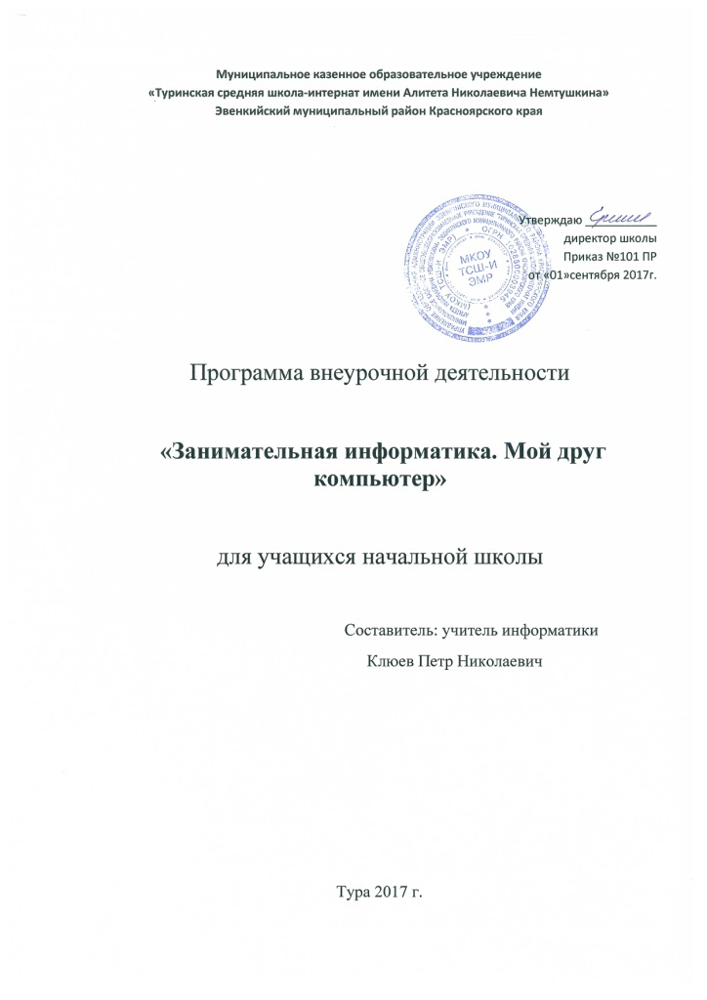 Муниципальное казенное образовательное учреждение
«Туринская средняя школа-интернат имени Алитета Николаевича Немтушкина»
Эвенкийский муниципальный район Красноярского края
Утверждаю
директор школы
Приказ №101 ПР
от «01»сентября 2017г.
МКОУ
ТСШ-И
ЭМР
Программа внеурочной деятельности
«Занимательная информатика. Мой друг
компьютер»
для учащихся начальной школы
Составитель: учитель информатики
Клюев Петр Николаевич
Тура 2017 г.